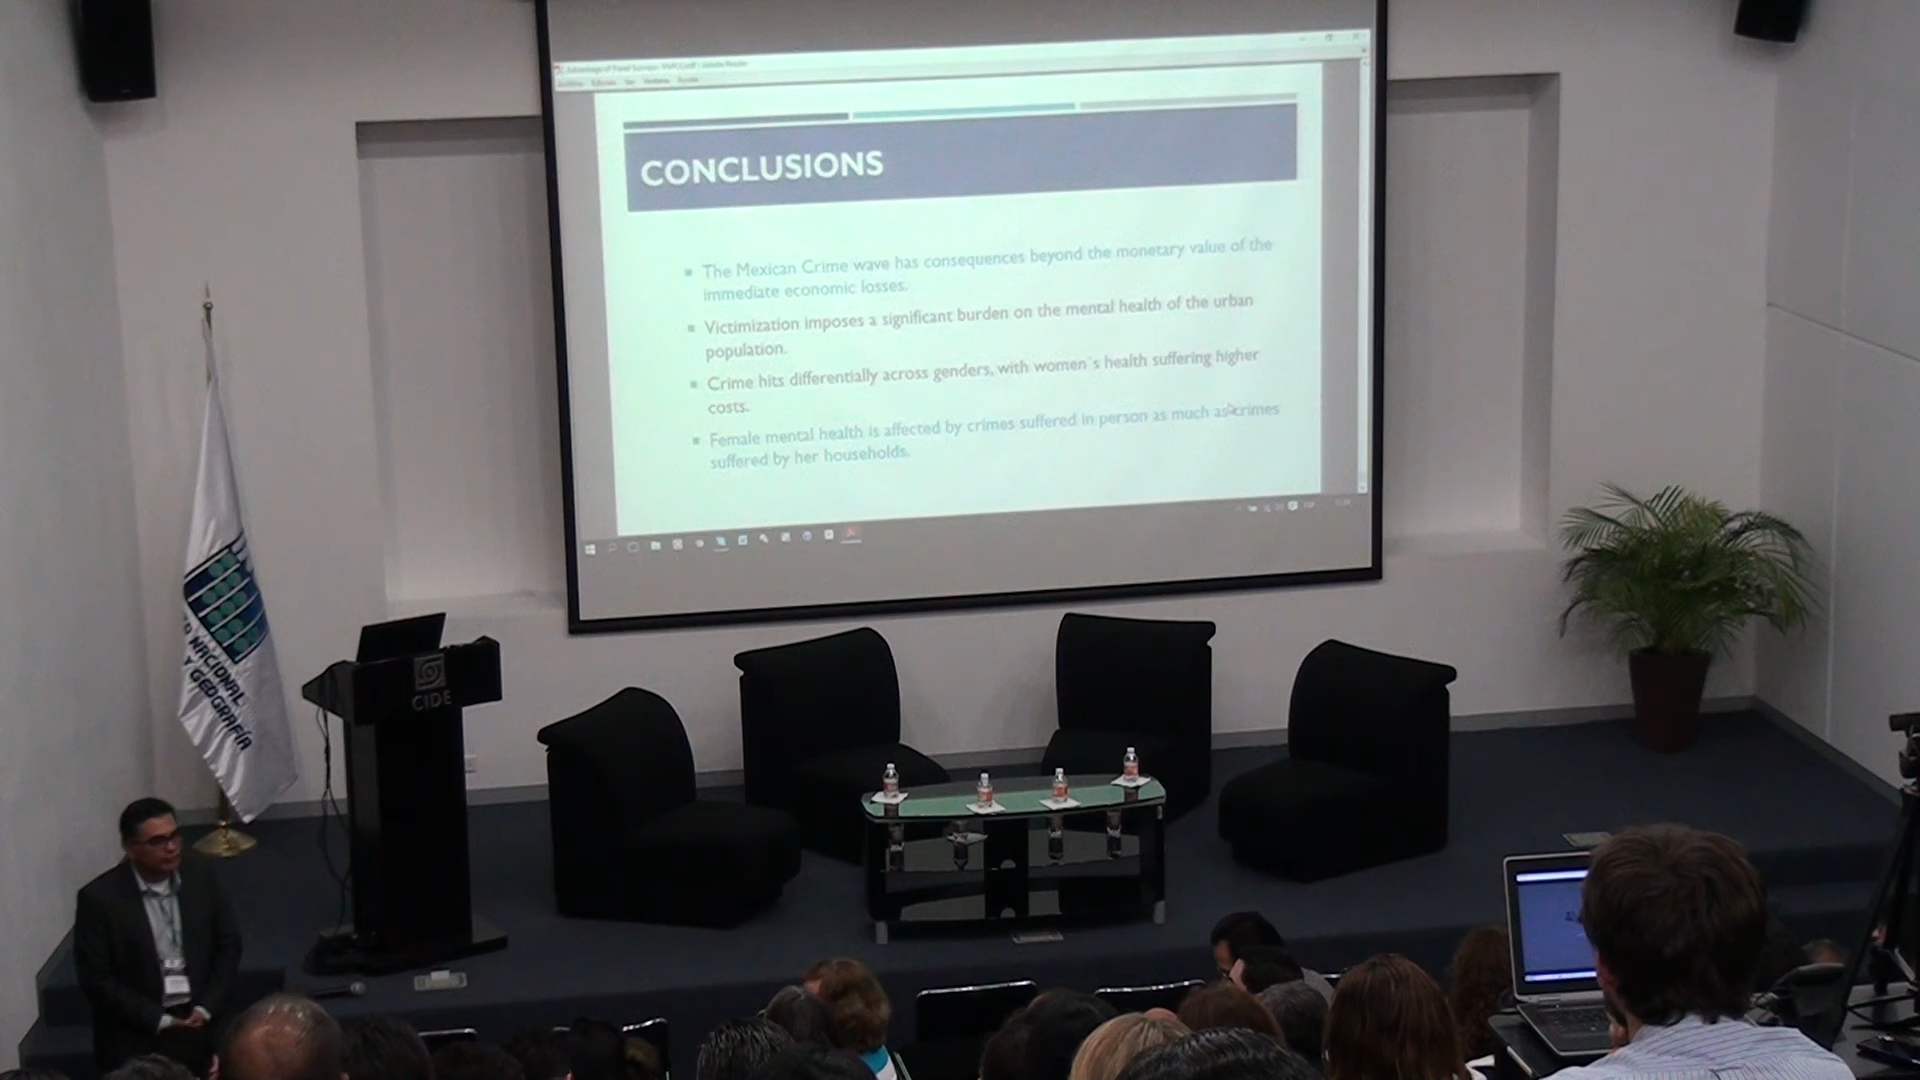 CONCLUSIONS
The Mexican Crime wave has consequences beyond the monetary value of the
immediate economic losses.
Victimization imposes a significant burden on the mental health of the urban
population.
Crime hits differentially across genders, with women´s health suffering higher
costs.
Female mental health is affected by crimes suffered in person as much as crimes
suffered by her households.
NACIONAL
Y GEOGRAFÍA
CIDE